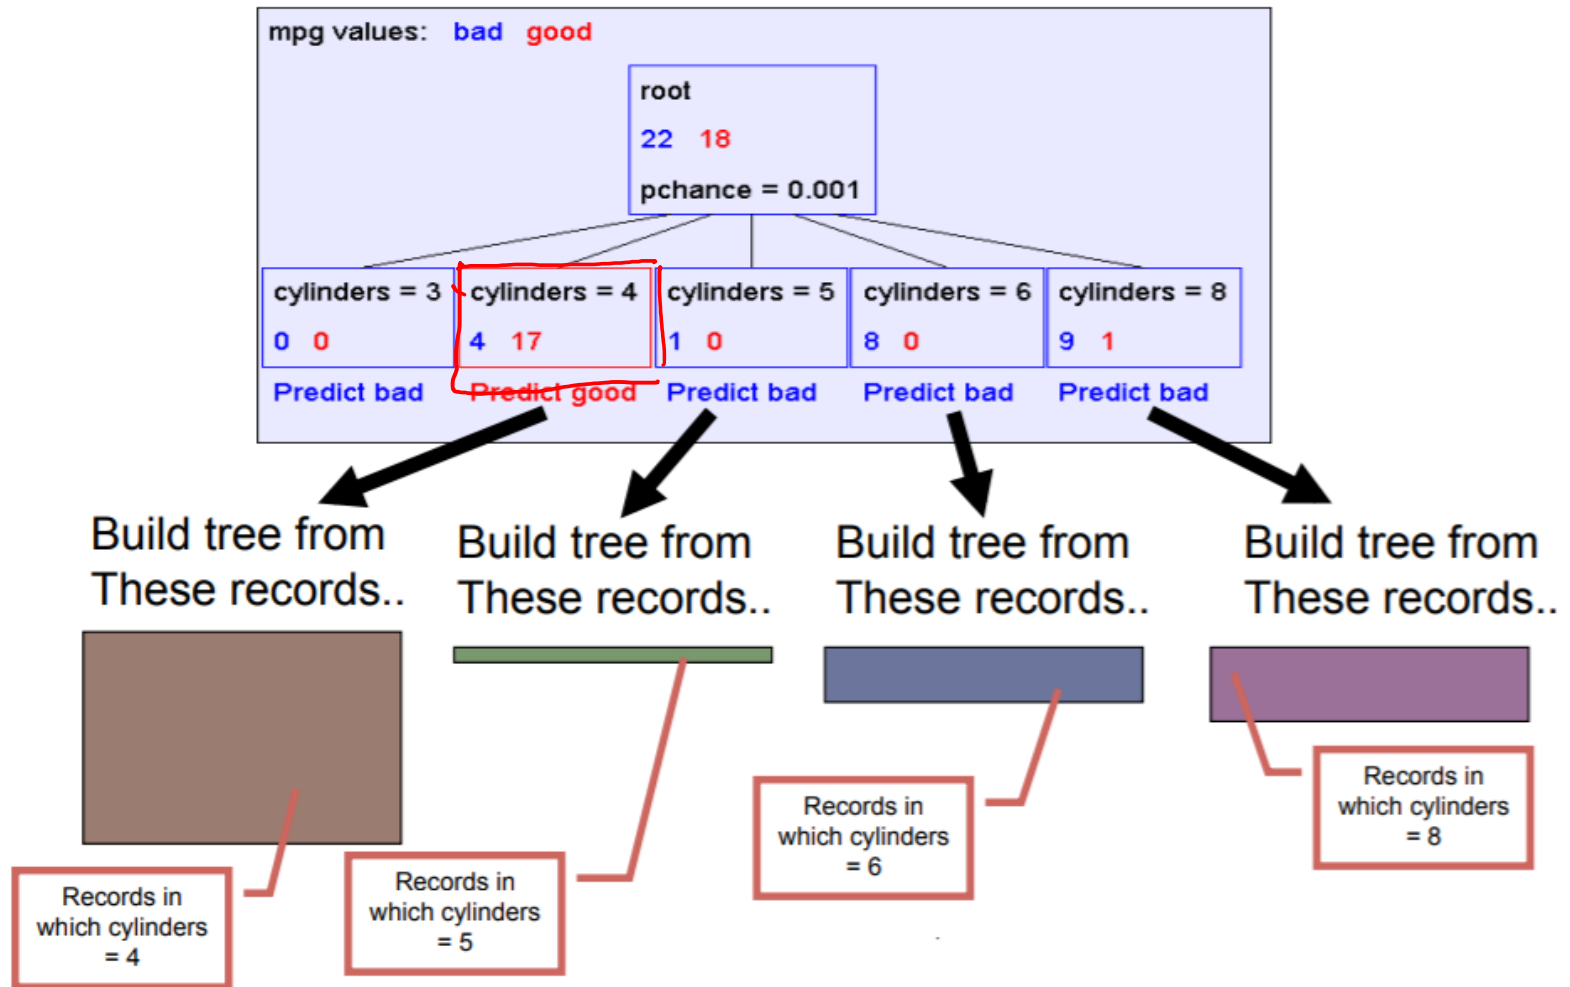 mpg values: bad good
root
22 18
pchance = 0.001
cylinders = 3
0 0
Predict bad
cylinders = 4
4 17
Predict good
cylinders = 5
1 0
Predict bad
cylinders = 6
8 0
Predict bad
cylinders = 8
9 1
Predict bad
Build tree from
These records..
Build tree from
These records..
Build tree from
These records..
Build tree from
These records..
Records in
which cylinders
= 4
Records in
which cylinders
= 5
Records in
which cylinders
= 6
Records in
which cylinders
= 8